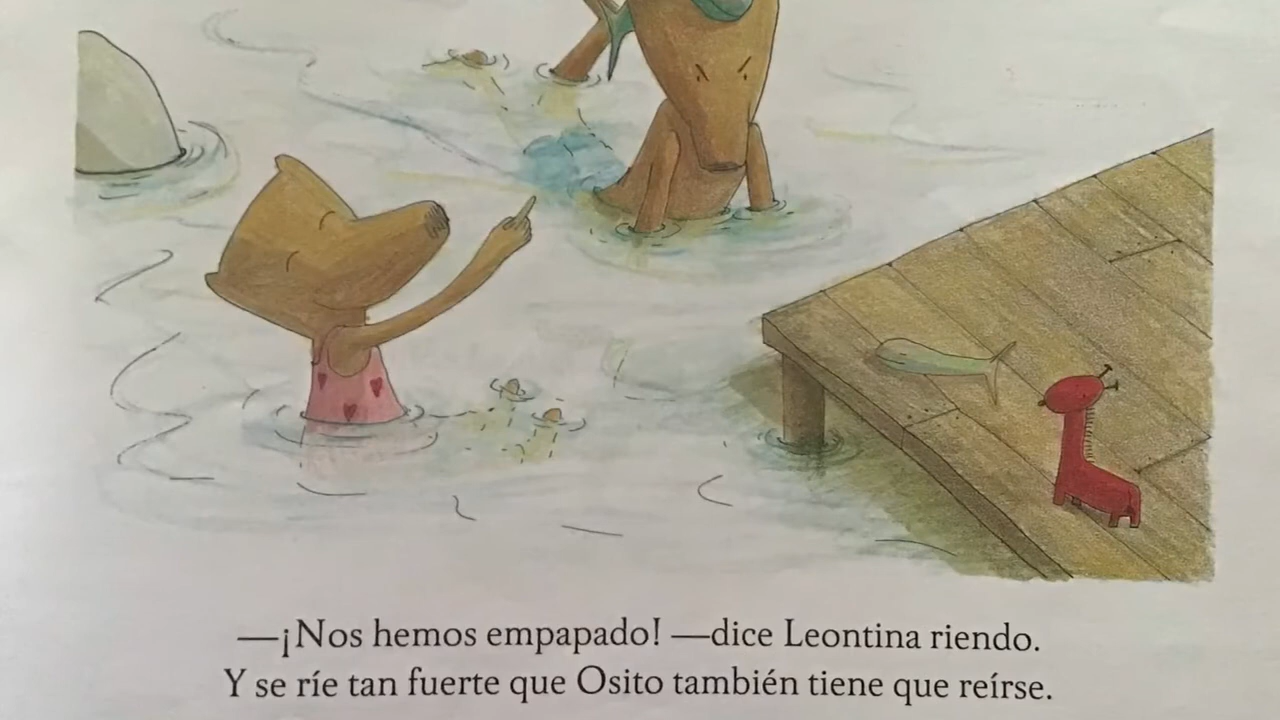 —¡Nos hemos empapado! —dice Leontina riendo.
Y se ríe tan fuerte que Osito también tiene que reírse.